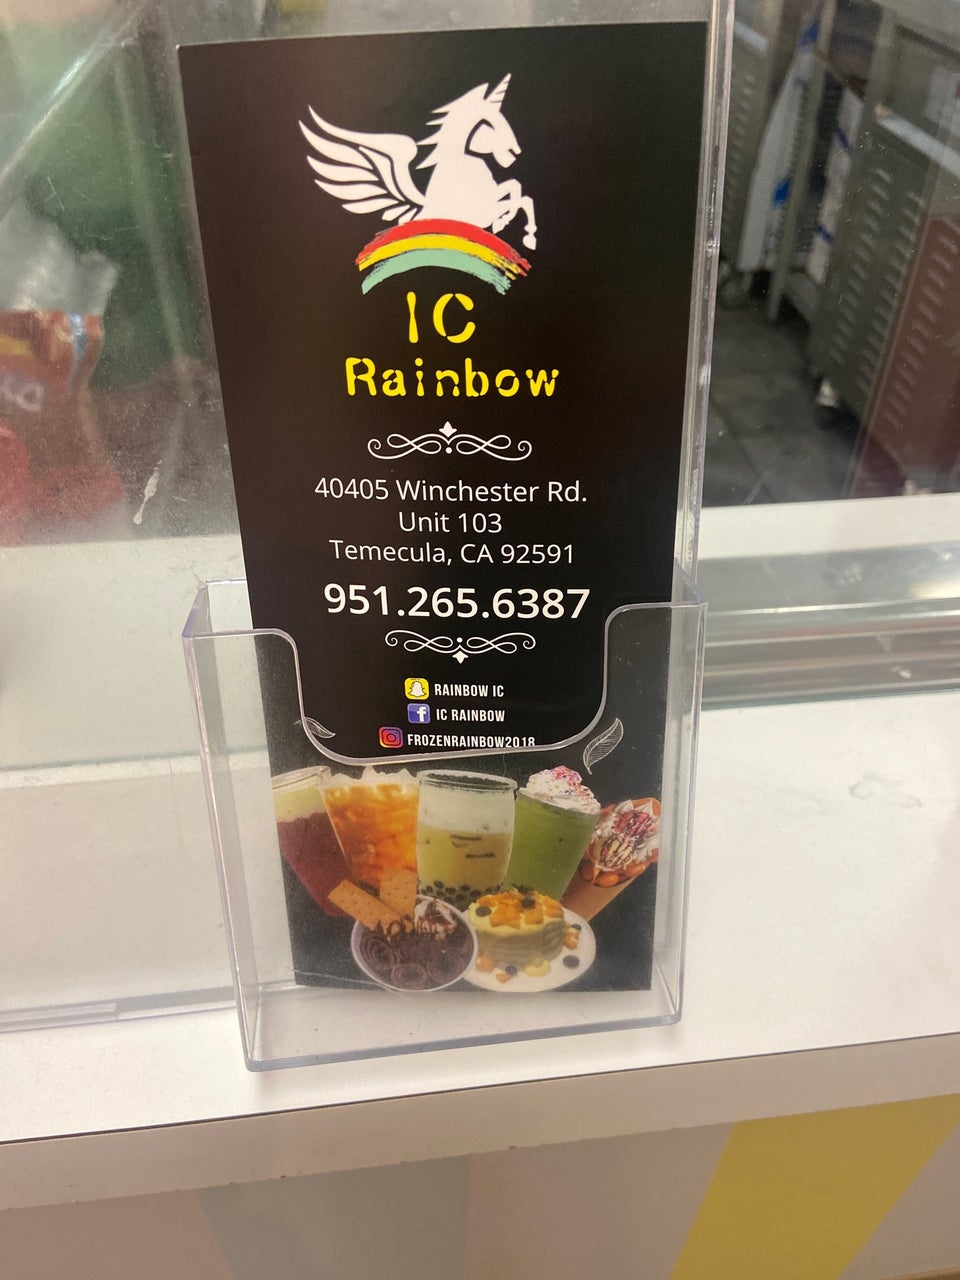 IC
Rainbow
40405 Winchester Rd.
Unit 103
Temecula, CA 92591
951.265.6387
RAINBOW IC
IC RAINBOW
FROZENRAINBOW2018